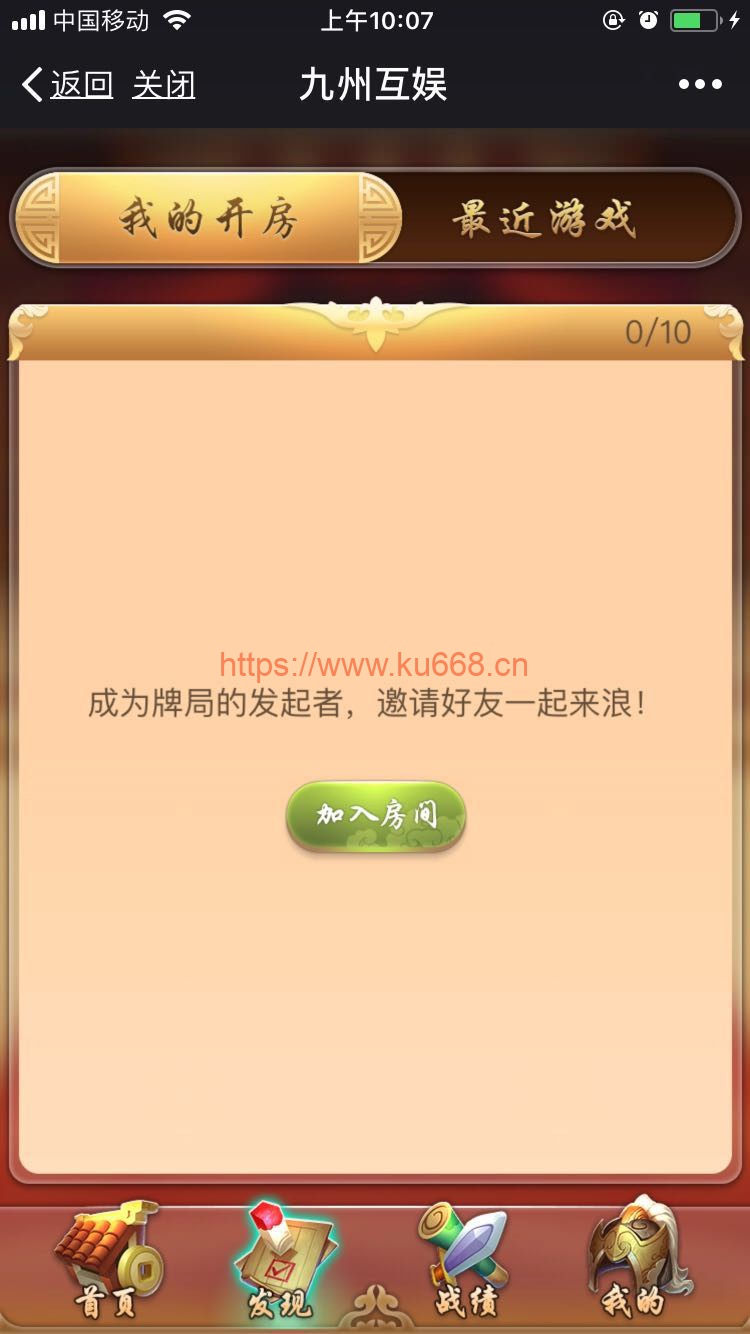 中国移动 上午10:07
返回 关闭 九州互娱
我的开房 最近游戏
0/10
https://www.ku668.cn
成为牌局的发起者，邀请好友一起来浪！
加入房间
首页 发现 战绩 我的